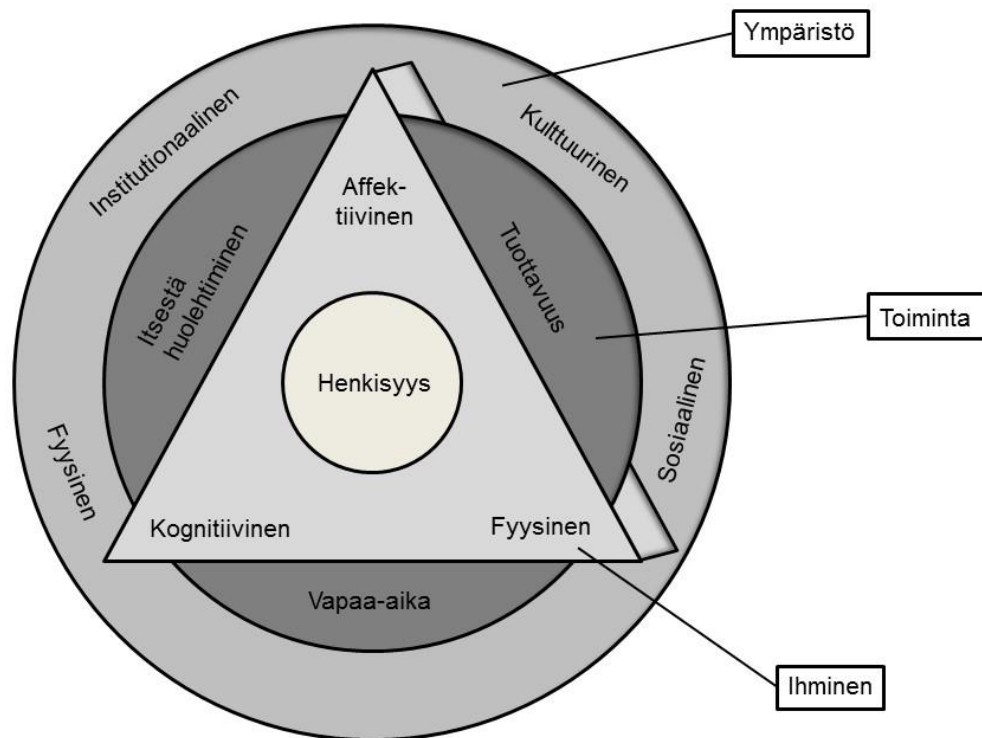 Ympäristö
Institutionaalinen
Kulttuurinen
Affek-
tiivinen
Itsestä
huolehtiminen
Tuottavuus
Toiminta
Henkisyys
Sosiaalinen
Fyysinen
Kognitiivinen
Fyysinen
Vapaa-aika
Ihminen